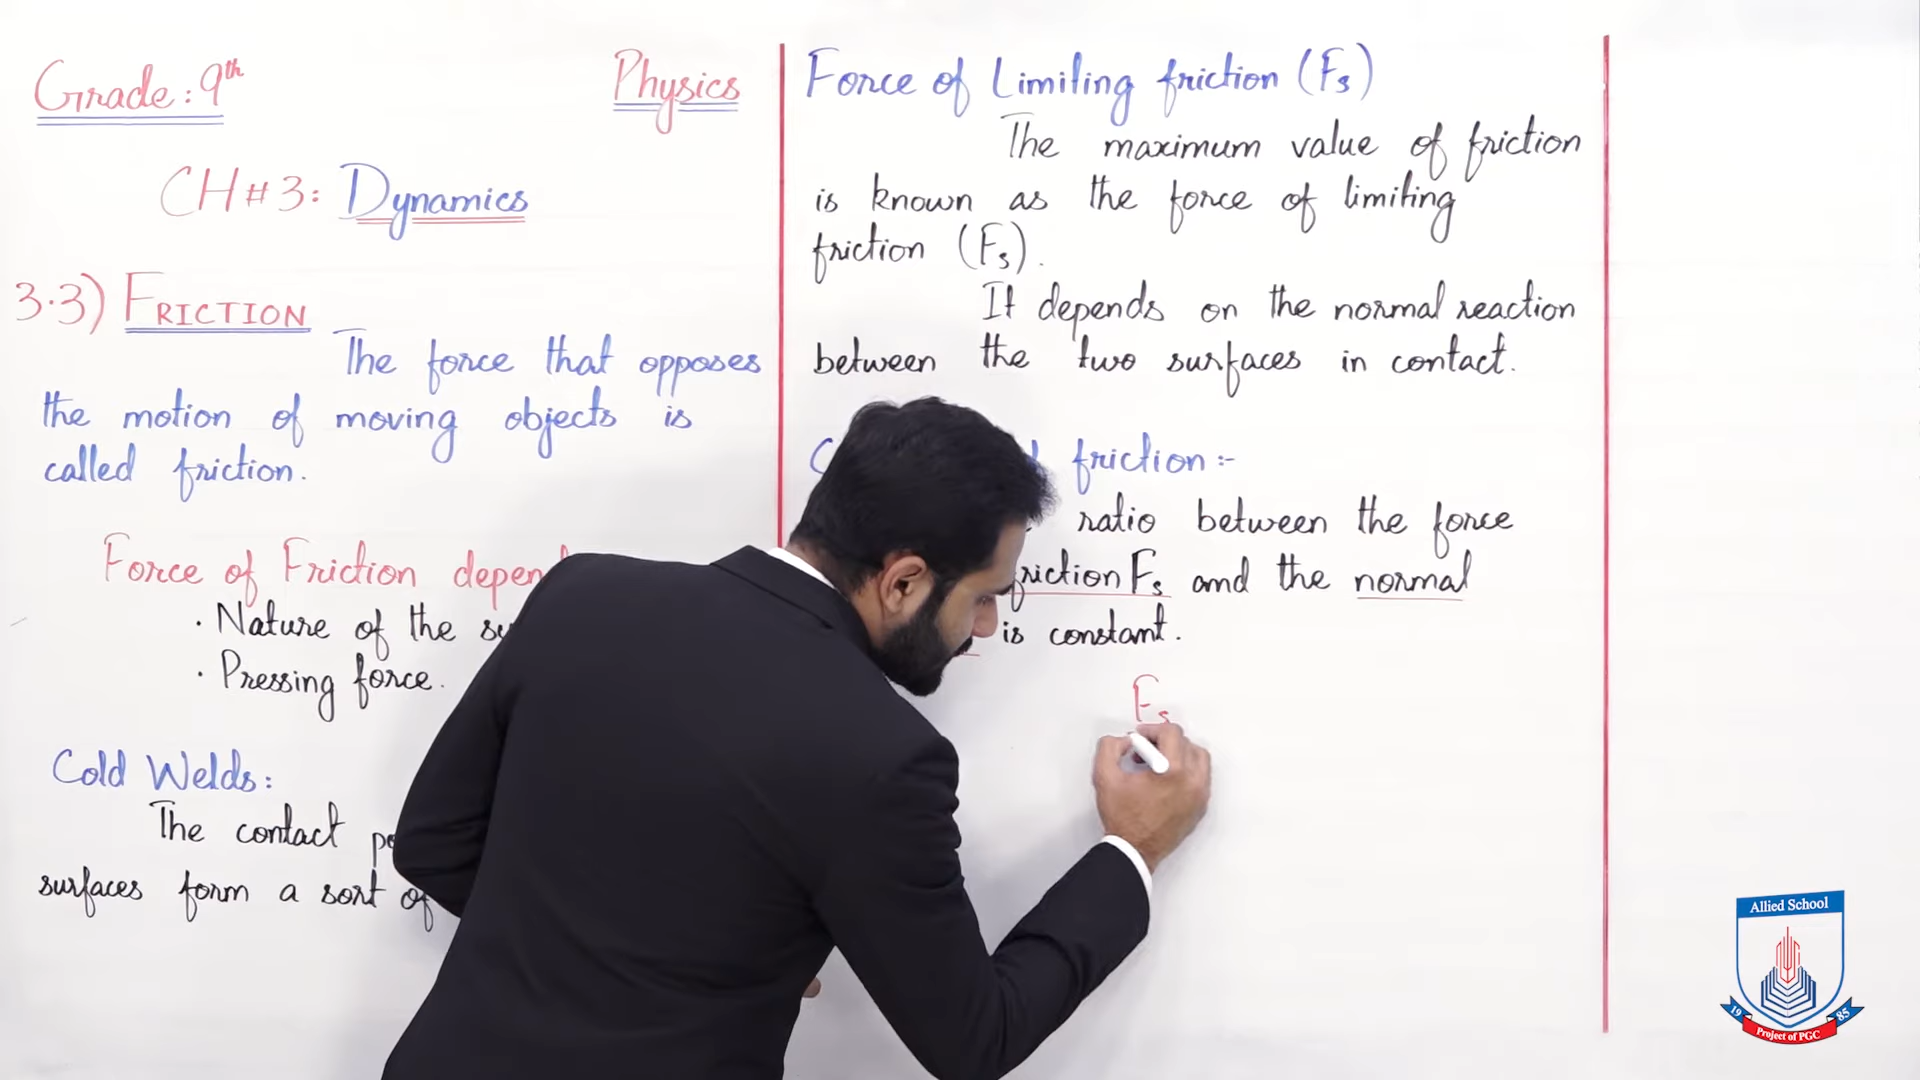 Grade: 9th
Physics
CH#3: Dynamics
3.3) FRICTION
The force that opposes
the motion of moving objects is
called friction.
Force of Friction
· Nature of the
· Pressing force.
Cold Welds:
The contact
surfaces form a sort of
Force of Limiting friction (Fs)
The maximum value of friction
is known as the force of limiting
friction (Fs).
It depends on the normal reaction
between the two surfaces in contact.
friction:-
ratio between the force
friction Fs and the normal
is constant.
Fs
Allied School
19 85
Project of PGC